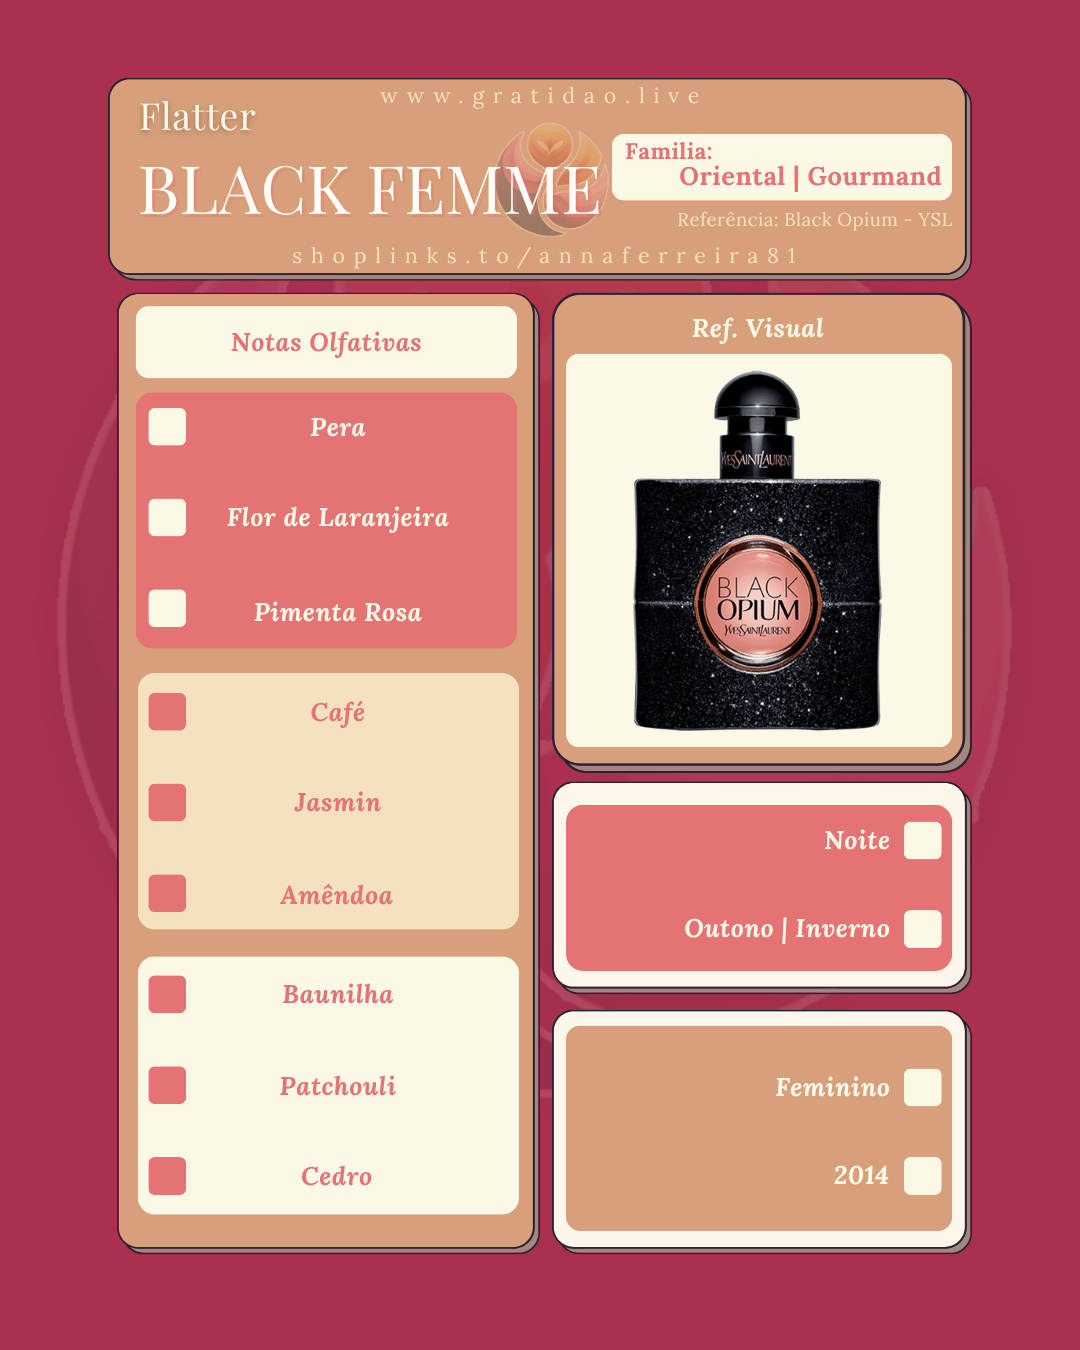 www.gratidao.live
Flatter
BLACK FEMME
Familia:
Oriental | Gourmand
Referência: Black Opium - YSL
shoplinks.to/annaferreira81
Notas Olfativas
Pera
Flor de Laranjeira
Pimenta Rosa
Café
Jasmin
Amêndoa
Baunilha
Patchouli
Cedro
Ref. Visual
YVESSAINTLAURENT
BLACK
OPIUM
YVESSAINTLAURENT
Noite
Outono | Inverno
Feminino
2014